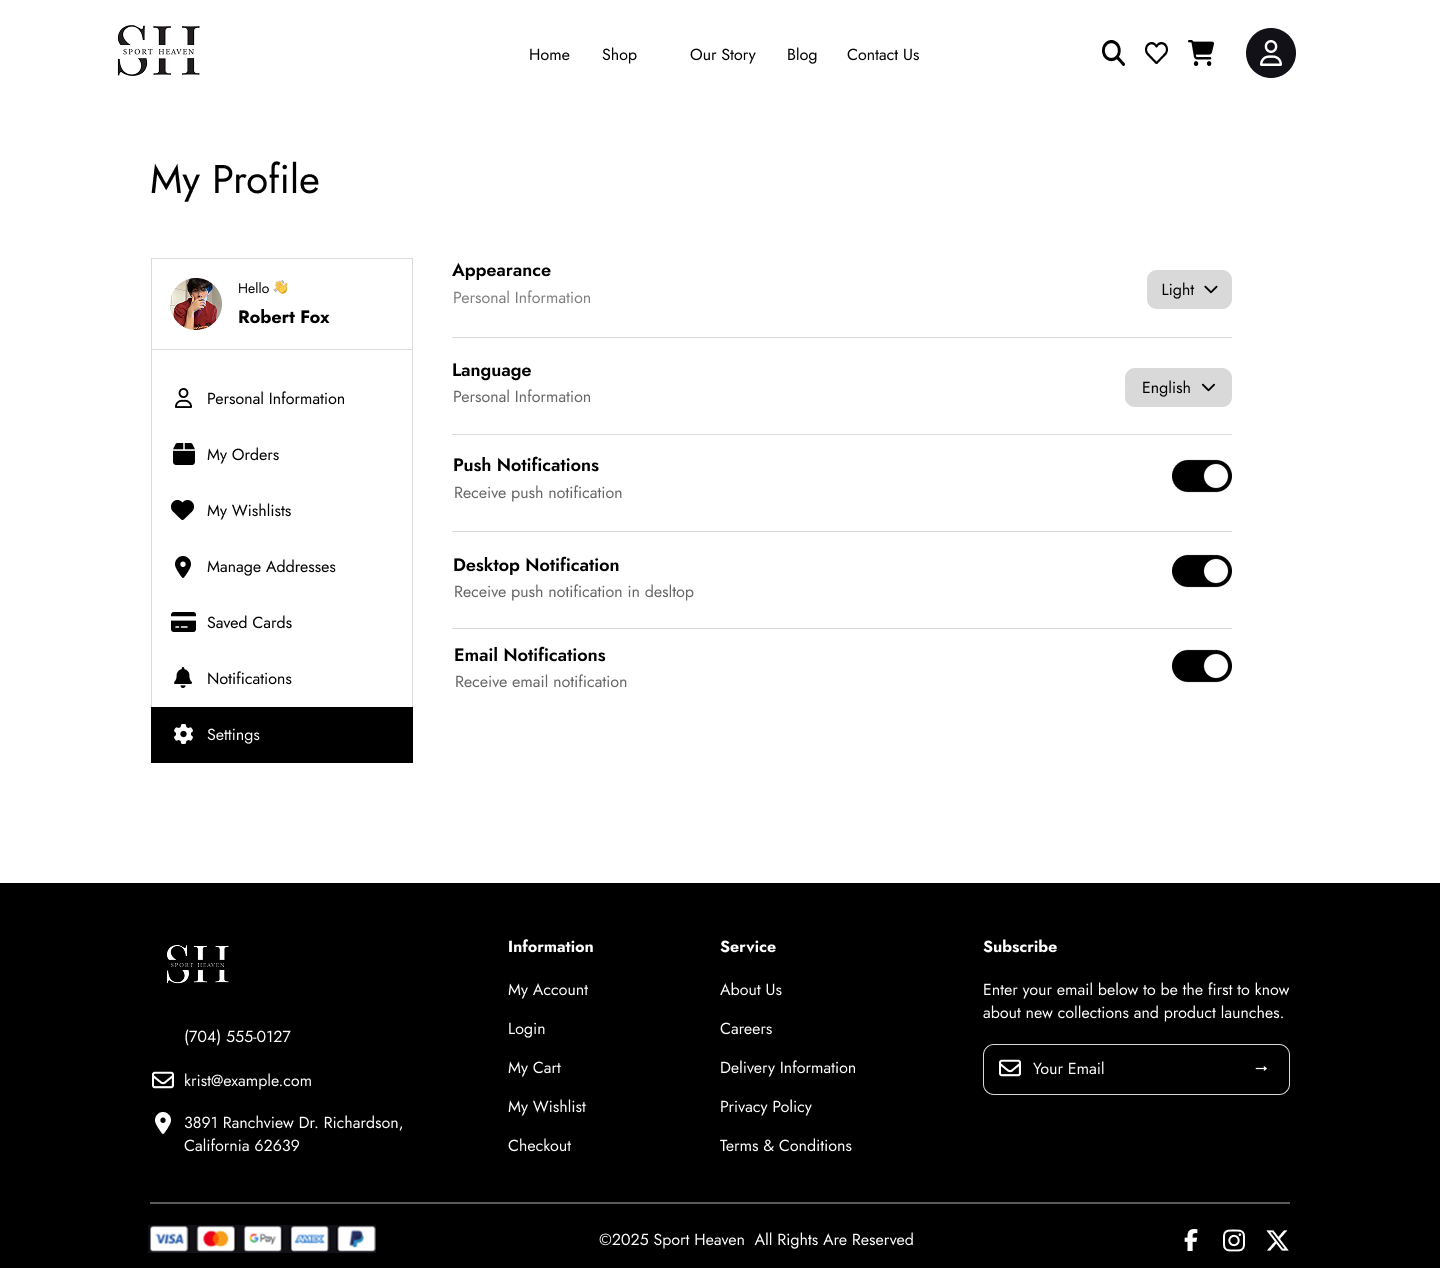 SH
SPORT HEAVEN
Home Shop Our Story Blog Contact Us
My Profile
Hello 👋
Robert Fox
Personal Information
My Orders
My Wishlists
Manage Addresses
Saved Cards
Notifications
Settings
Appearance
Personal Information
Light
Language
Personal Information
English
Push Notifications
Receive push notification
Desktop Notification
Receive push notification in desltop
Email Notifications
Receive email notification
SH
SPORT HEAVEN
(704) 555-0127
krist@example.com
3891 Ranchview Dr. Richardson,
California 62639
Information
My Account
Login
My Cart
My Wishlist
Checkout
Service
About Us
Careers
Delivery Information
Privacy Policy
Terms & Conditions
Subscribe
Enter your email below to be the first to know
about new collections and product launches.
Your Email →
VISA G Pay AMEX
©2025 Sport Heaven All Rights Are Reserved